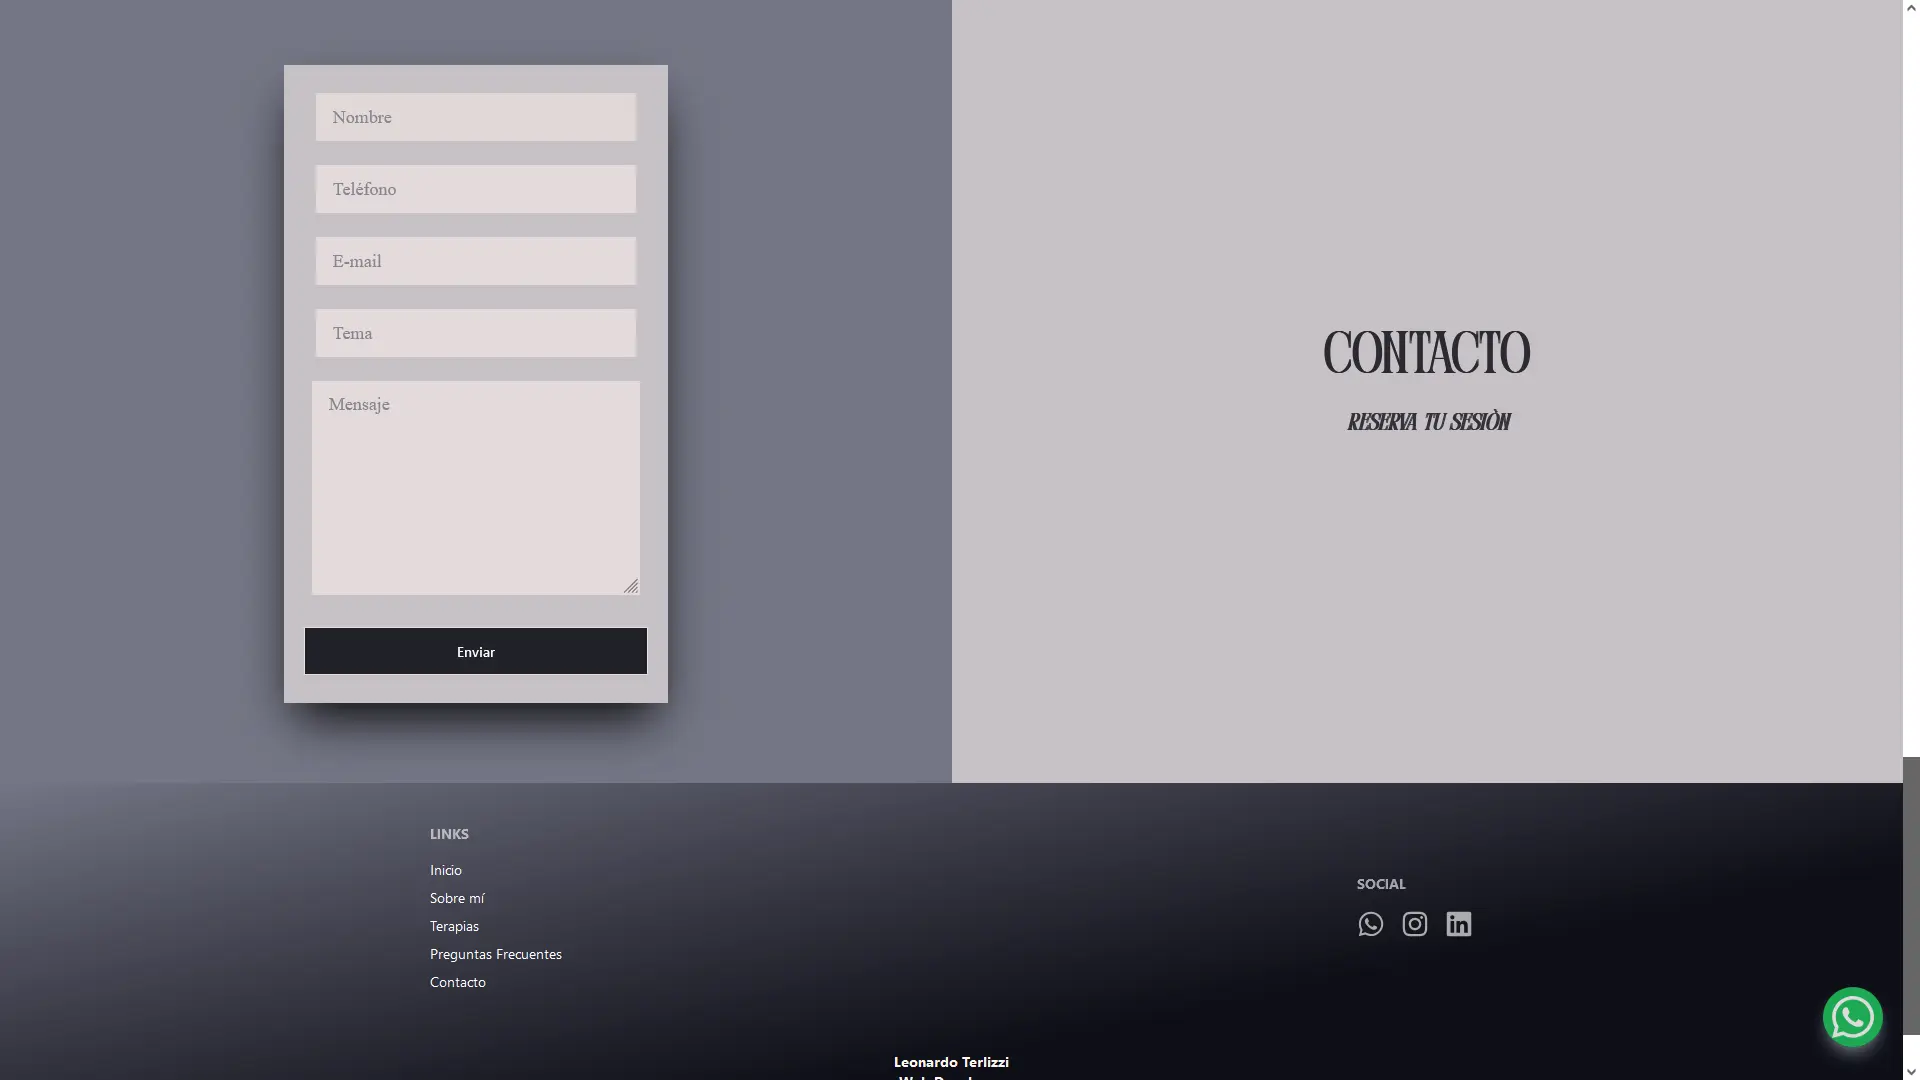 Nombre
Teléfono
E-mail
Tema
Mensaje
Enviar
CONTACTO
RESERVA TU SESIÒN
LINKS
Inicio
Sobre mí
Terapias
Preguntas Frecuentes
Contacto
SOCIAL
Leonardo Terlizzi